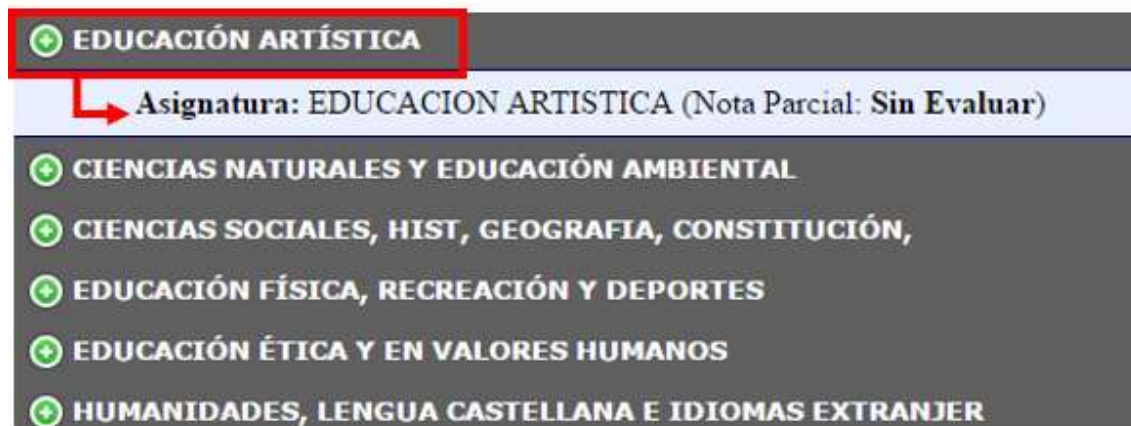 EDUCACIÓN ARTÍSTICA
Asignatura: EDUCACION ARTISTICA (Nota Parcial: Sin Evaluar)
CIENCIAS NATURALES Y EDUCACIÓN AMBIENTAL
CIENCIAS SOCIALES, HIST, GEOGRAFIA, CONSTITUCIÓN,
EDUCACIÓN FÍSICA, RECREACIÓN Y DEPORTES
EDUCACIÓN ÉTICA Y EN VALORES HUMANOS
HUMANIDADES, LENGUA CASTELLANA E IDIOMAS EXTRANJER